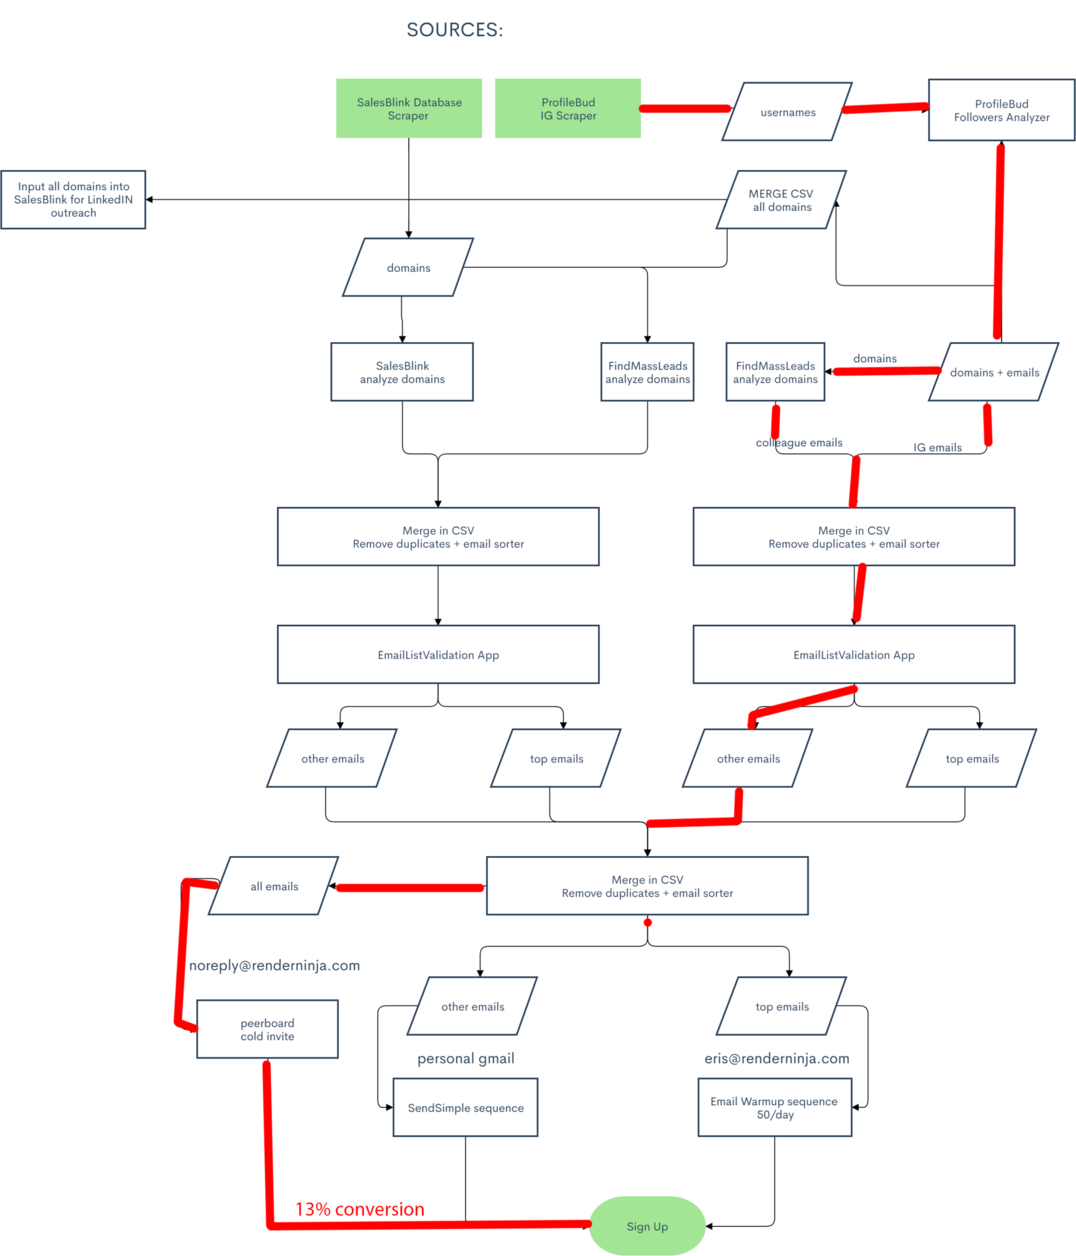 SOURCES:
SalesBlink Database
Scraper
ProfileBud
IG Scraper
usernames
ProfileBud
Followers Analyzer
Input all domains into
SalesBlink for LinkedIN
outreach
MERGE CSV
all domains
domains
SalesBlink
analyze domains
FindMassLeads
analyze domains
FindMassLeads
analyze domains
domains
domains + emails
colleague emails
IG emails
Merge in CSV
Remove duplicates + email sorter
Merge in CSV
Remove duplicates + email sorter
EmailListValidation App
EmailListValidation App
other emails
top emails
other emails
top emails
all emails
Merge in CSV
Remove duplicates + email sorter
noreply@renderninja.com
peerboard
cold invite
other emails
top emails
personal gmail
eris@renderninja.com
SendSimple sequence
Email Warmup sequence
50/day
13% conversion
Sign Up